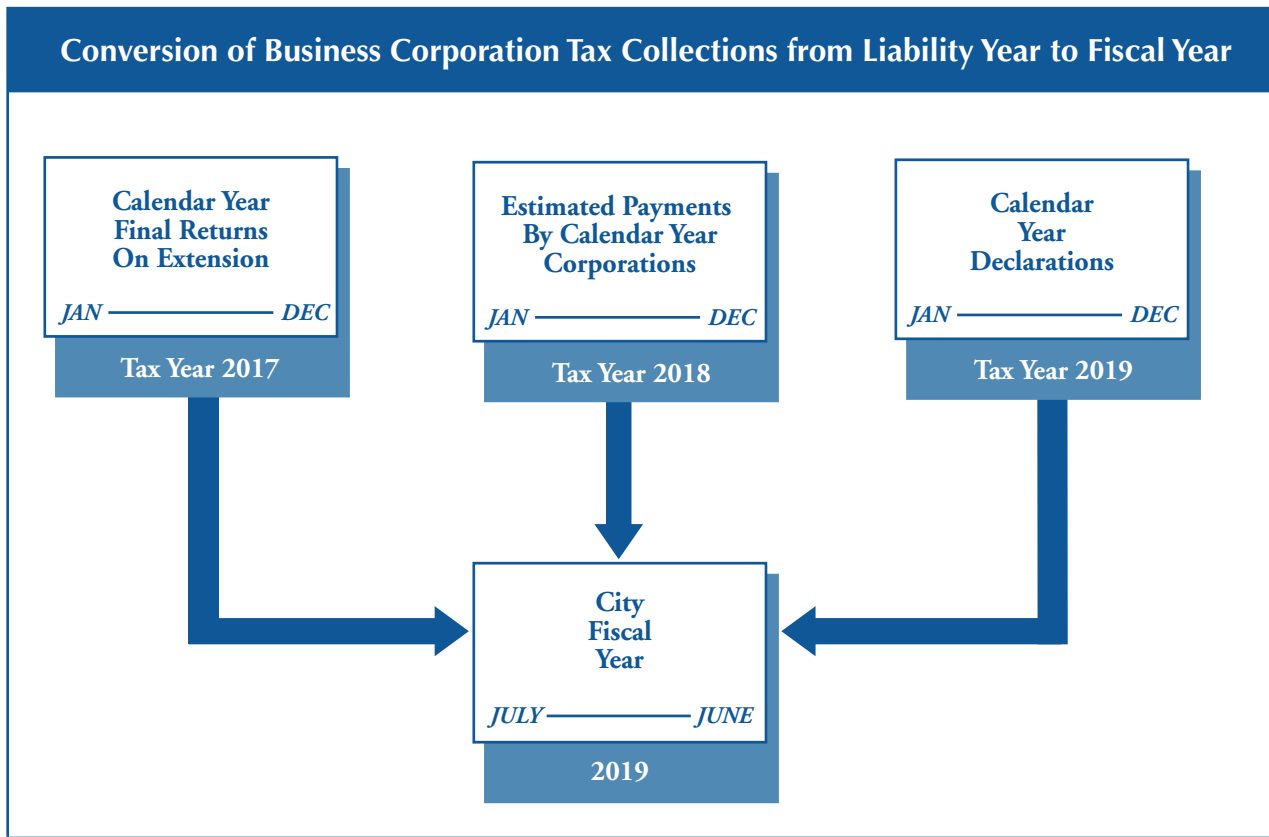 Conversion of Business Corporation Tax Collections from Liability Year to Fiscal Year
Calendar Year
Final Returns
On Extension
JAN DEC
Tax Year 2017
Estimated Payments
By Calendar Year
Corporations
JAN DEC
Tax Year 2018
Calendar
Year
Declarations
JAN DEC
Tax Year 2019
City
Fiscal
Year
JULY JUNE
2019